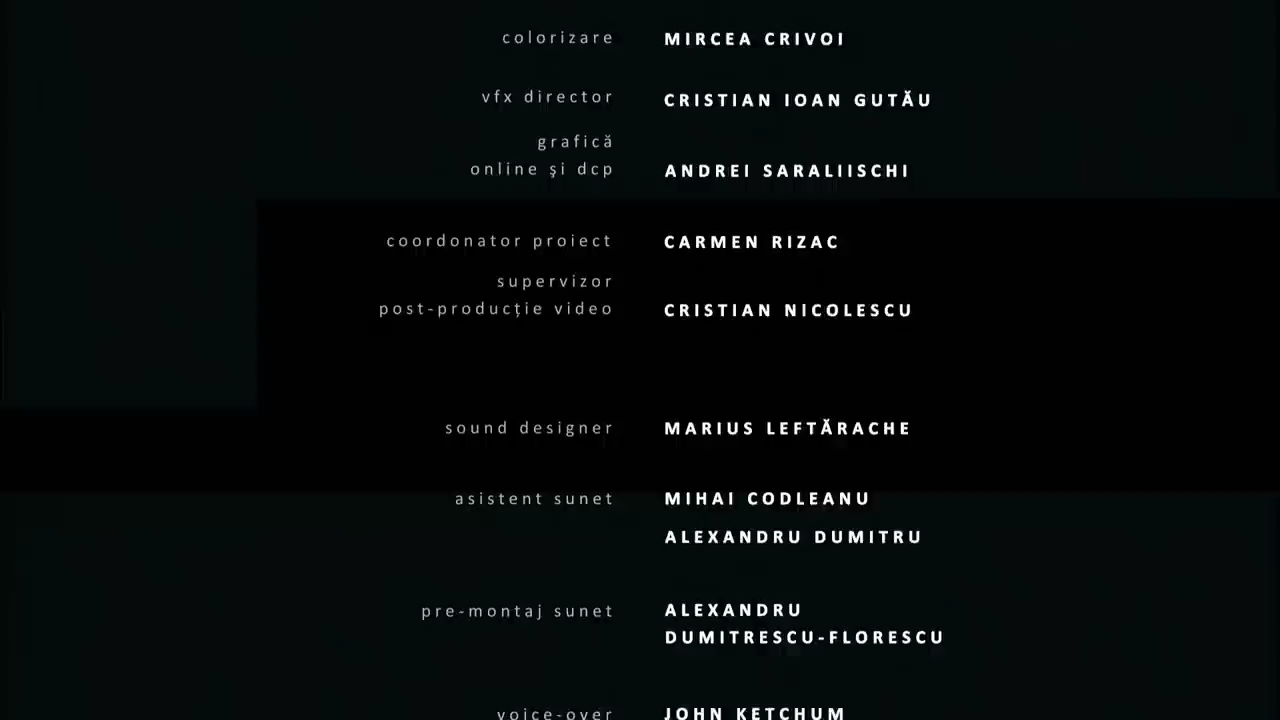 colorizare MIRCEA CRIVOI
vfx director CRISTIAN IOAN GUTĂU
grafică
online şi dcp ANDREI SARALIISCHI
coordonator proiect CARMEN RIZAC
supervizor
post-producție video CRISTIAN NICOLESCU
sound designer MARIUS LEFTĂRACHE
asistent sunet MIHAI CODLEANU
ALEXANDRU DUMITRU
pre-montaj sunet ALEXANDRU
DUMITRESCU-FLORESCU
voice-over JOHN KETCHUM